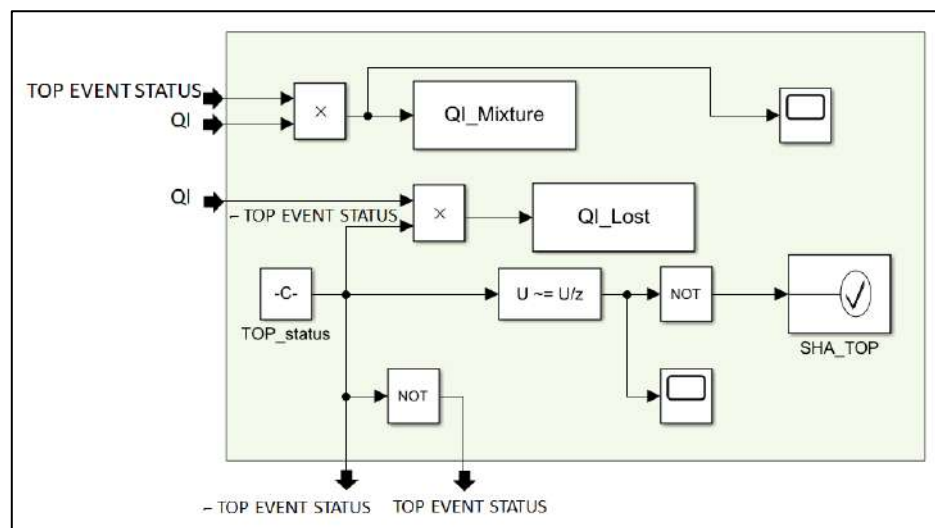 TOP EVENT STATUS
QI
×
QI_Mixture
QI
¬ TOP EVENT STATUS
×
QI_Lost
-C-
TOP_status
U ~= U/z
NOT
SHA_TOP
NOT
¬ TOP EVENT STATUS
TOP EVENT STATUS